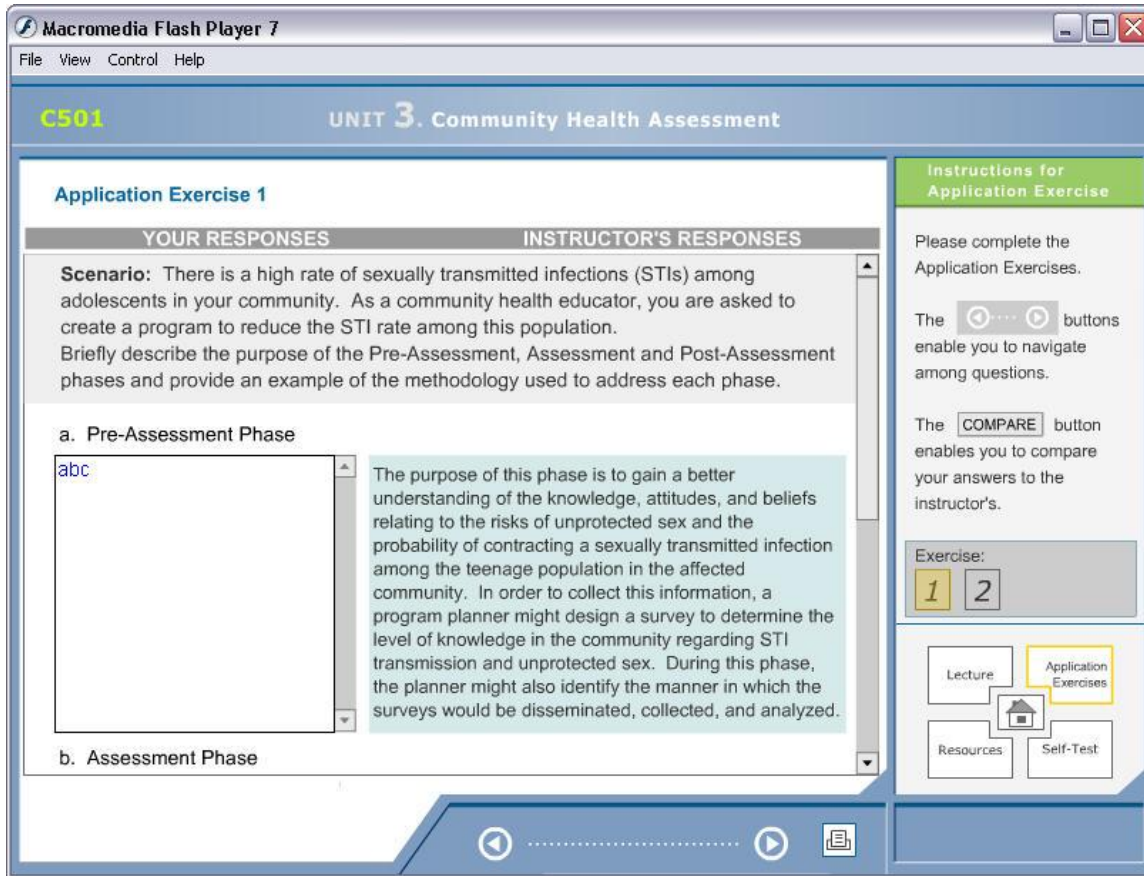 Macromedia Flash Player 7
File View Control Help
C501
UNIT 3. Community Health Assessment
Application Exercise 1
YOUR RESPONSES
INSTRUCTOR'S RESPONSES
Scenario: There is a high rate of sexually transmitted infections (STIs) among
adolescents in your community. As a community health educator, you are asked to
create a program to reduce the STI rate among this population.
Briefly describe the purpose of the Pre-Assessment, Assessment and Post-Assessment
phases and provide an example of the methodology used to address each phase.
a. Pre-Assessment Phase
abc
The purpose of this phase is to gain a better
understanding of the knowledge, attitudes, and beliefs
relating to the risks of unprotected sex and the
probability of contracting a sexually transmitted infection
among the teenage population in the affected
community. In order to collect this information, a
program planner might design a survey to determine the
level of knowledge in the community regarding STI
transmission and unprotected sex. During this phase,
the planner might also identify the manner in which the
surveys would be disseminated, collected, and analyzed.
b. Assessment Phase
Instructions for
Application Exercise
Please complete the
Application Exercises.
The buttons
enable you to navigate
among questions.
The COMPARE button
enables you to compare
your answers to the
instructor's.
Exercise:
1 2
Lecture
Application
Exercises
Resources
Self-Test